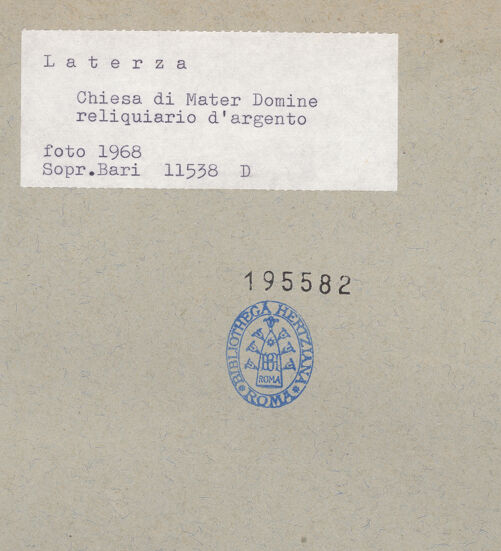 Laterza
Chiesa di Mater Domine
reliquiario d'argento
foto 1968
Sopr.Bari 11538 D
195582
BIBLIOTHECA HERTZIANA
ROMA
ROMA